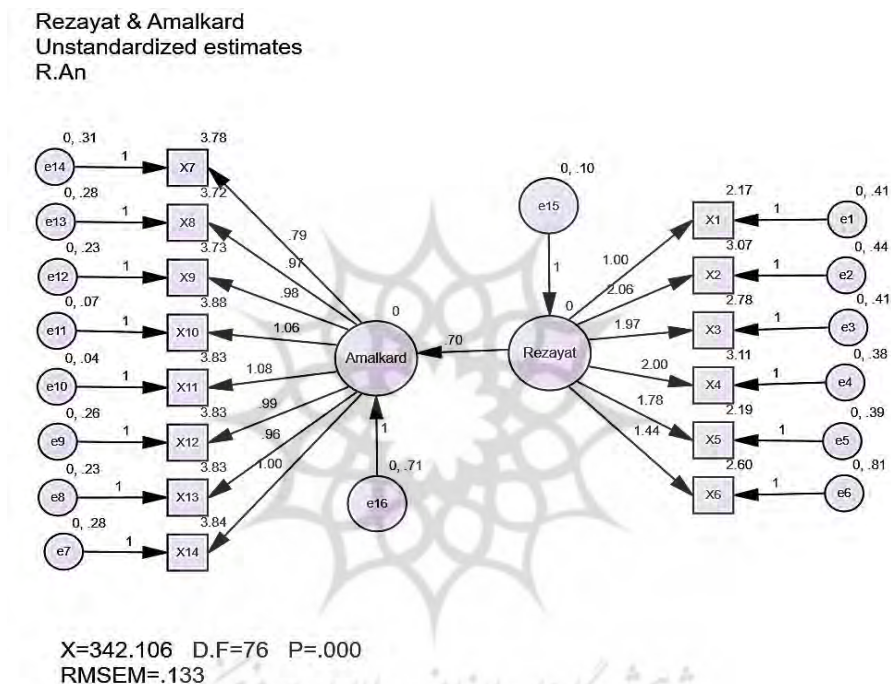 Rezayat & Amalkard
Unstandardized estimates
R.An
0, .31
1
3.78
e14
X7
0, .28
1
3.72
e13
X8
0, .23
1
3.73
e12
X9
0, .07
1
3.88
e11
X10
0, .04
1
3.83
e10
X11
0, .26
1
3.83
e9
X12
0, .23
1
3.83
e8
X13
0, .28
1
3.84
e7
X14
.79
.97
.98
1.06
1.08
.99
.96
1.00
0
Amalkard
1
0, .71
e16
.70
0, .10
e15
1
0
Rezayat
1.00
2.06
1.97
2.00
1.78
1.44
2.17
X1
1
0, .41
e1
3.07
X2
1
0, .44
e2
2.78
X3
1
0, .41
e3
3.11
X4
1
0, .38
e4
2.19
X5
1
0, .39
e5
2.60
X6
1
0, .81
e6
X=342.106 D.F=76 P=.000
RMSEM=.133